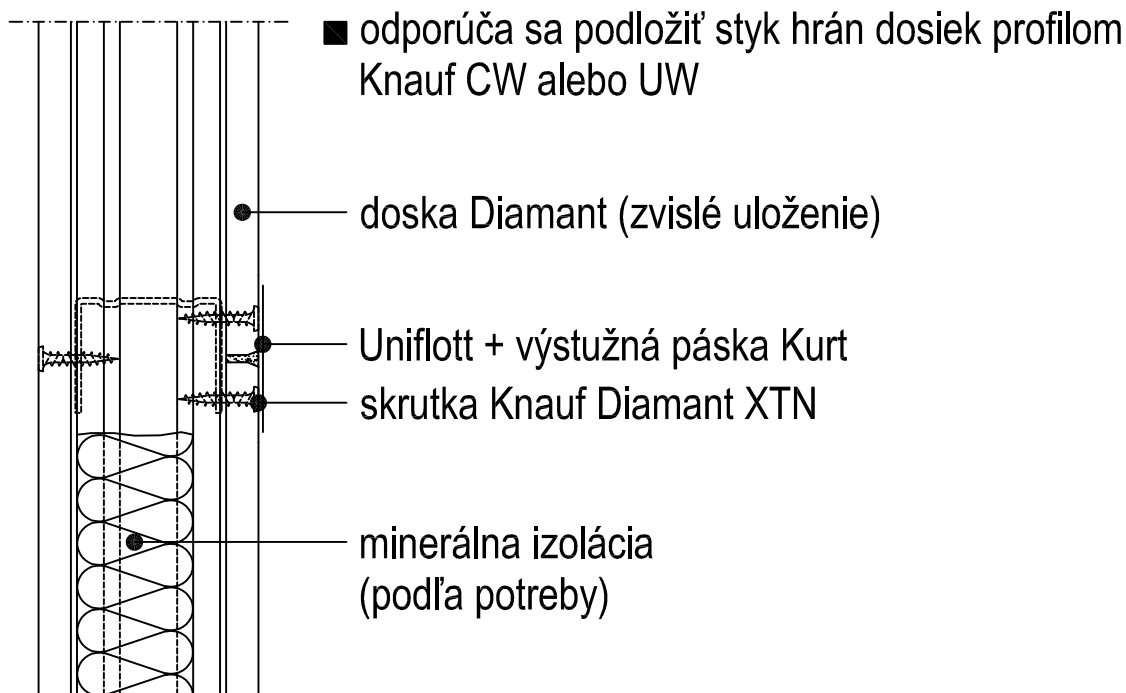 ■ odporúča sa podložiť styk hrán dosiek profilom
Knauf CW alebo UW
doska Diamant (zvislé uloženie)
Uniflott + výstužná páska Kurt
skrutka Knauf Diamant XTN
minerálna izolácia
(podľa potreby)